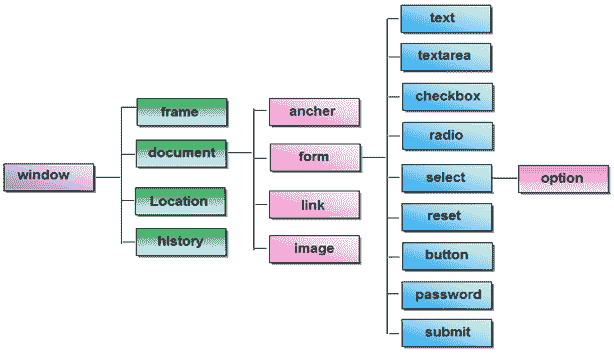 window
frame
document
Location
history
ancher
form
link
image
text
textarea
checkbox
radio
select
reset
button
password
submit
option